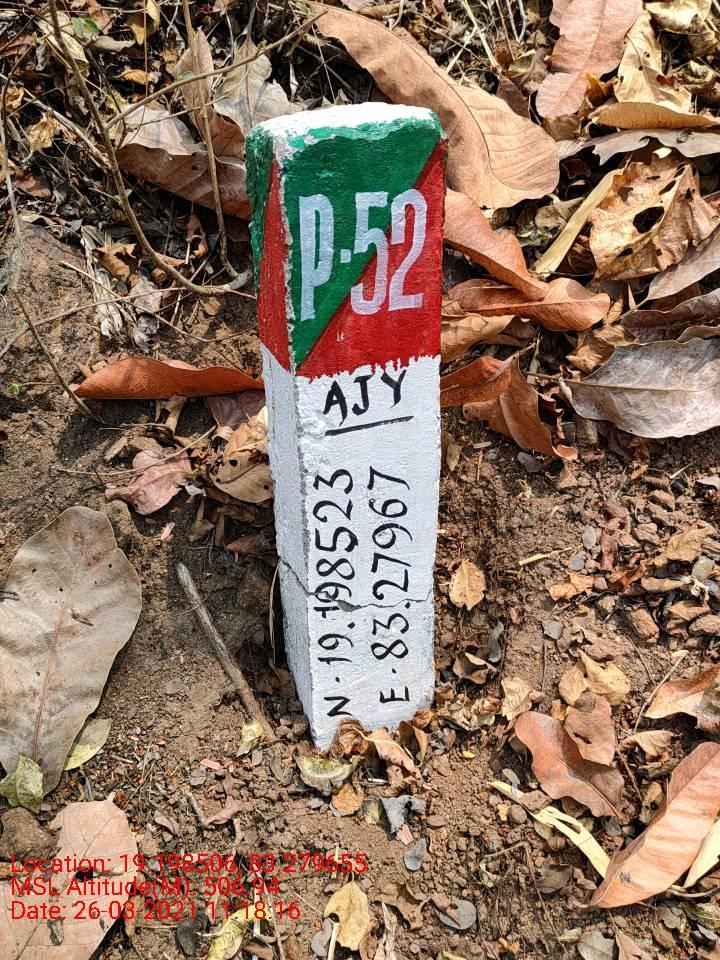 P.52
AJY
N.19.198523
E.83.27967
Location: 19.198506, 83.279655
MSL Altitude(M): 506.94
Date: 26-03-2021 11:18:16